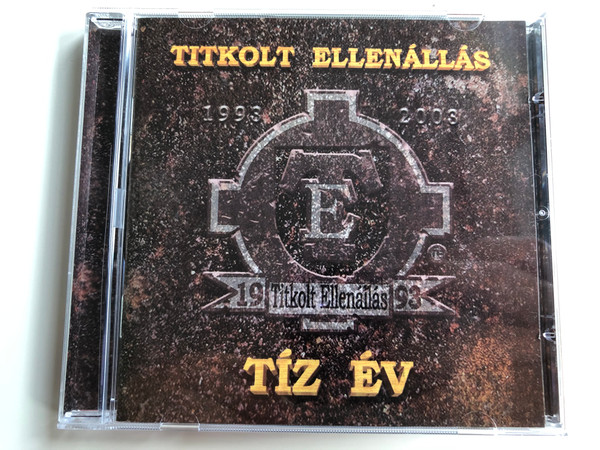 TITKOLT ELLENÁLLÁS
1993 2003
TE
19 Titkolt Ellenállás 93
TÍZ ÉV